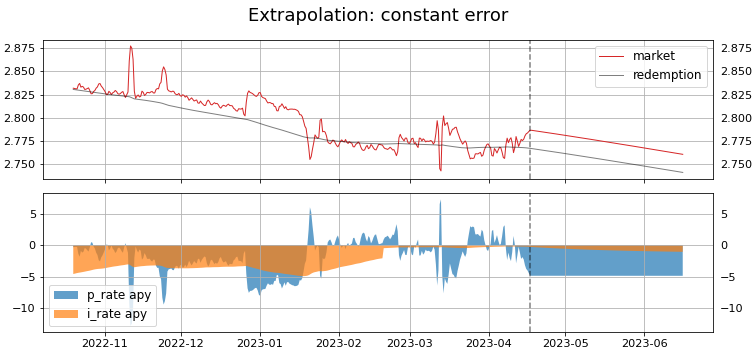 Extrapolation: constant error
2.875 2.875
2.850 2.850
2.825 2.825
2.800 2.800
2.775 2.775
2.750 2.750
market
redemption
5 5
0 0
−5 −5
−10 −10
p_rate apy
i_rate apy
2022-11 2022-12 2023-01 2023-02 2023-03 2023-04 2023-05 2023-06